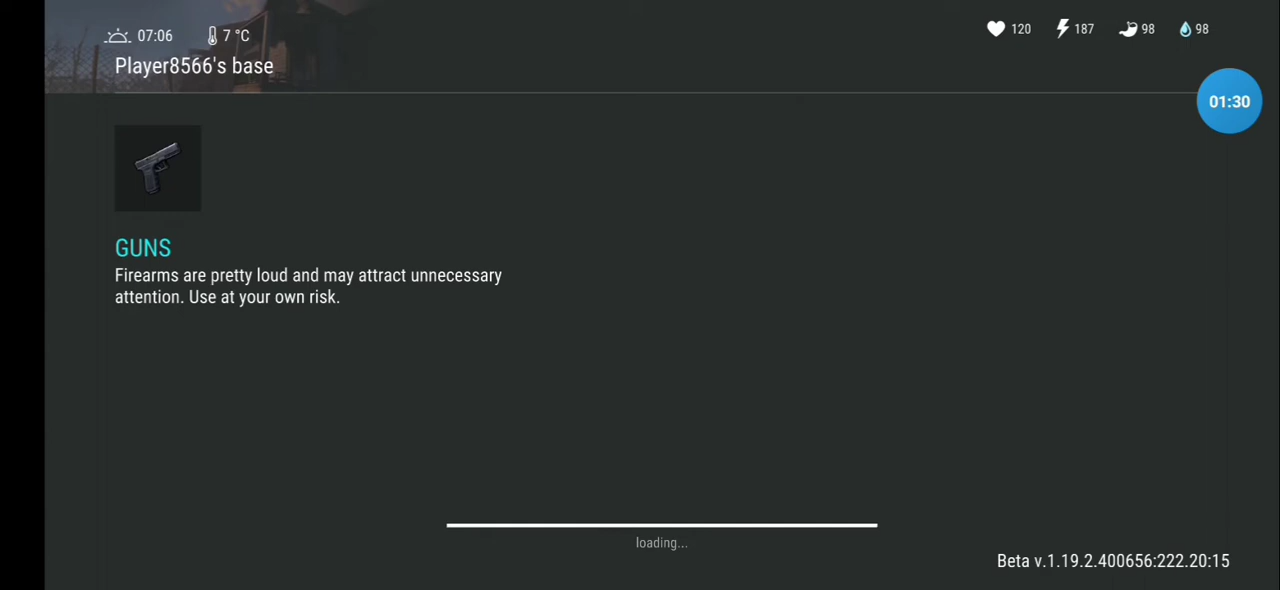 07:06 7 °C 120 187 98 98
Player8566's base
01:30
GUNS
Firearms are pretty loud and may attract unnecessary
attention. Use at your own risk.
loading...
Beta v.1.19.2.400656:222.20:15